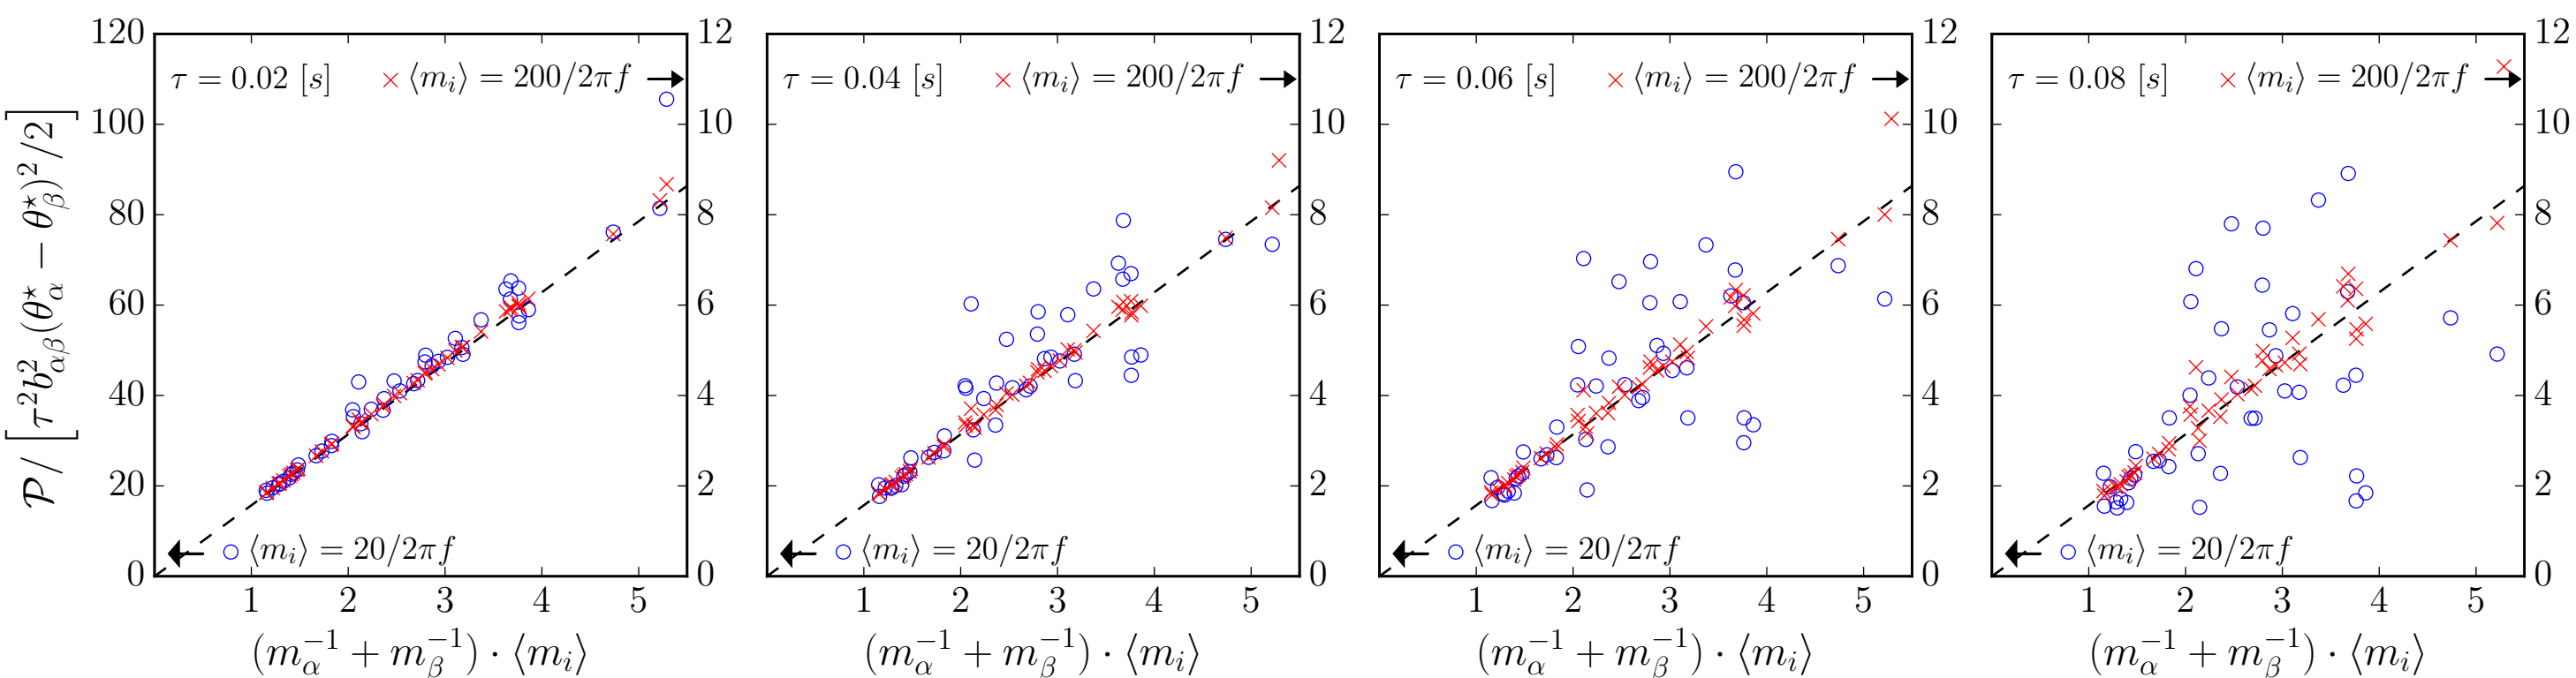 𝒫/[τ²b²_{αβ}(θ⋆_α − θ⋆_β)²/2]
120
100
80
60
40
20
0
τ = 0.02 [s]
× ⟨m_i⟩ = 200/2πf →
← ○ ⟨m_i⟩ = 20/2πf
12
10
8
6
4
2
0
1 2 3 4 5
(m_α^{−1} + m_β^{−1}) · ⟨m_i⟩
τ = 0.04 [s]
× ⟨m_i⟩ = 200/2πf →
← ○ ⟨m_i⟩ = 20/2πf
12
10
8
6
4
2
0
1 2 3 4 5
(m_α^{−1} + m_β^{−1}) · ⟨m_i⟩
τ = 0.06 [s]
× ⟨m_i⟩ = 200/2πf →
← ○ ⟨m_i⟩ = 20/2πf
12
10
8
6
4
2
0
1 2 3 4 5
(m_α^{−1} + m_β^{−1}) · ⟨m_i⟩
τ = 0.08 [s]
× ⟨m_i⟩ = 200/2πf →
← ○ ⟨m_i⟩ = 20/2πf
12
10
8
6
4
2
0
1 2 3 4 5
(m_α^{−1} + m_β^{−1}) · ⟨m_i⟩